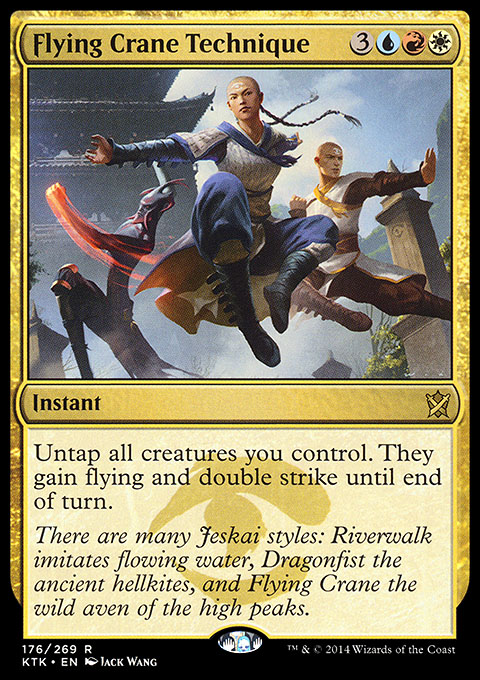 Flying Crane Technique 3
Instant
Untap all creatures you control. They
gain flying and double strike until end
of turn.
There are many Jeskai styles: Riverwalk
imitates flowing water, Dragonfist the
ancient hellkites, and Flying Crane the
wild aven of the high peaks.
176/269 R
KTK • EN Jack Wang
™ & © 2014 Wizards of the Coast